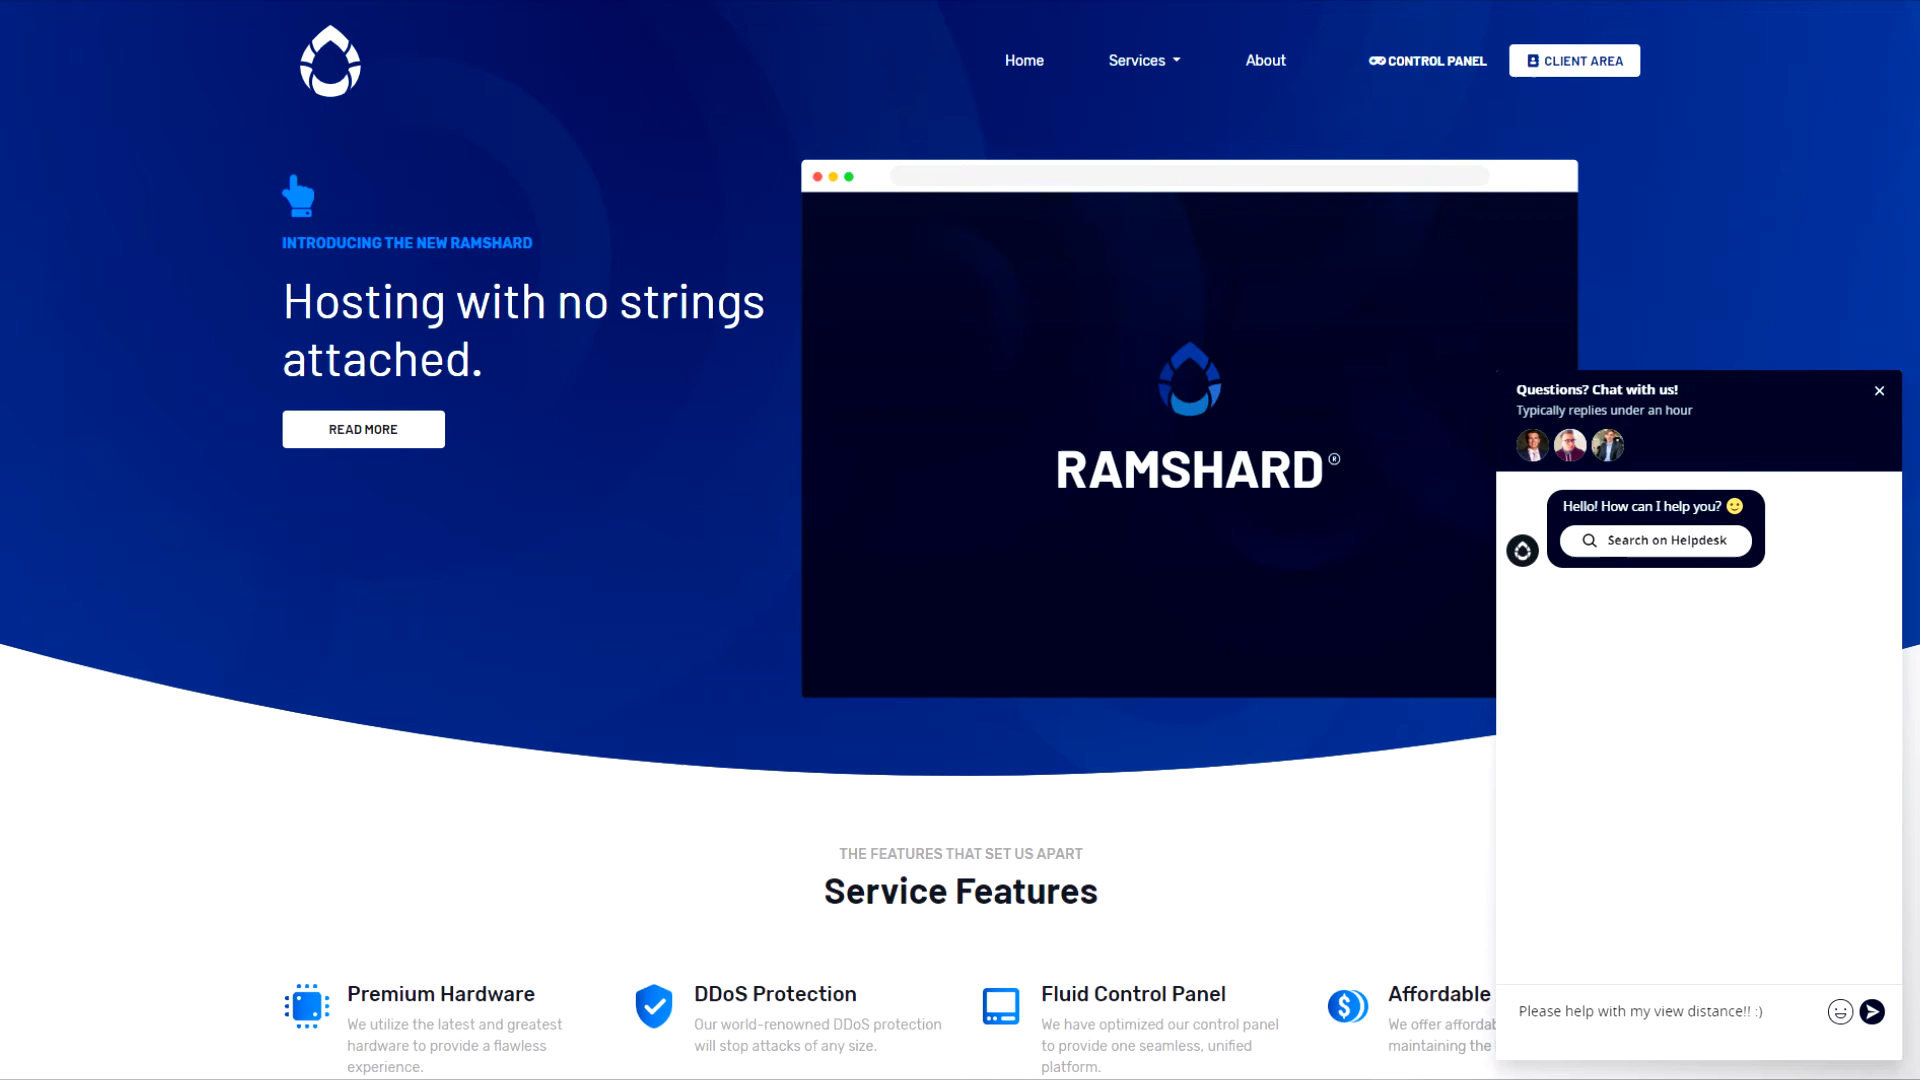 Home
Services
About
CONTROL PANEL
CLIENT AREA
INTRODUCING THE NEW RAMSHARD
Hosting with no strings
attached.
READ MORE
RAMSHARD®
Questions? Chat with us!
Typically replies under an hour
Hello! How can I help you? 🙂
Search on Helpdesk
Please help with my view distance!! :)
THE FEATURES THAT SET US APART
Service Features
Premium Hardware
We utilize the latest and greatest
hardware to provide a flawless
experience.
DDoS Protection
Our world-renowned DDoS protection
will stop attacks of any size.
Fluid Control Panel
We have optimized our control panel
to provide one seamless, unified
platform.
Affordable
We offer
maintaining the